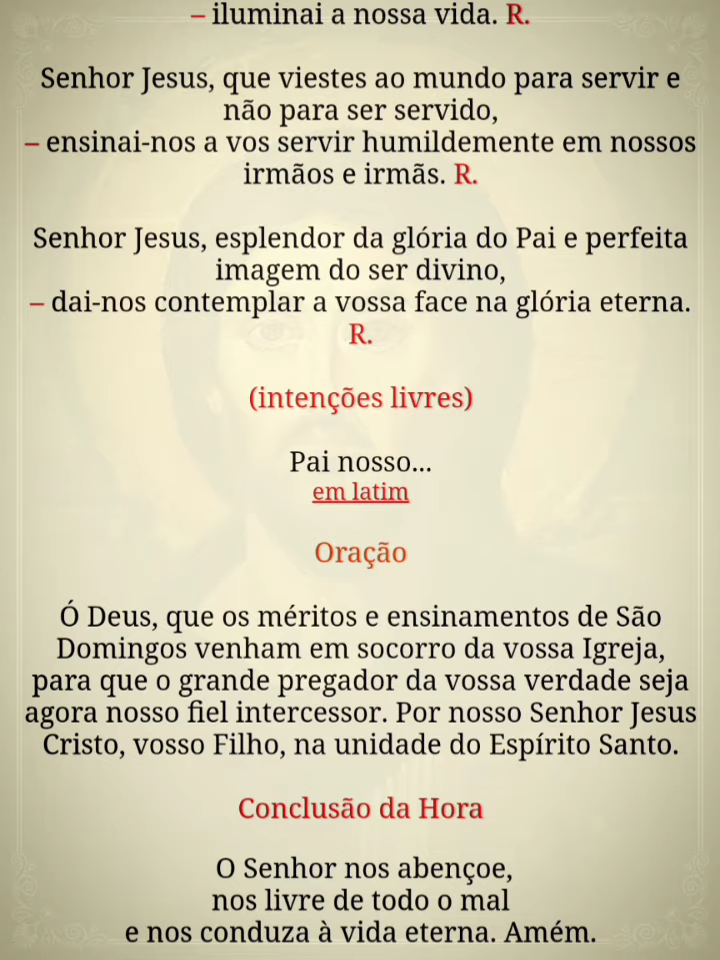 – iluminai a nossa vida. R.
Senhor Jesus, que viestes ao mundo para servir e
não para ser servido,
– ensinai-nos a vos servir humildemente em nossos
irmãos e irmãs. R.
Senhor Jesus, esplendor da glória do Pai e perfeita
imagem do ser divino,
– dai-nos contemplar a vossa face na glória eterna.
R.
(intenções livres)
Pai nosso...
em latim
Oração
Ó Deus, que os méritos e ensinamentos de São
Domingos venham em socorro da vossa Igreja,
para que o grande pregador da vossa verdade seja
agora nosso fiel intercessor. Por nosso Senhor Jesus
Cristo, vosso Filho, na unidade do Espírito Santo.
Conclusão da Hora
O Senhor nos abençoe,
nos livre de todo o mal
e nos conduza à vida eterna. Amém.